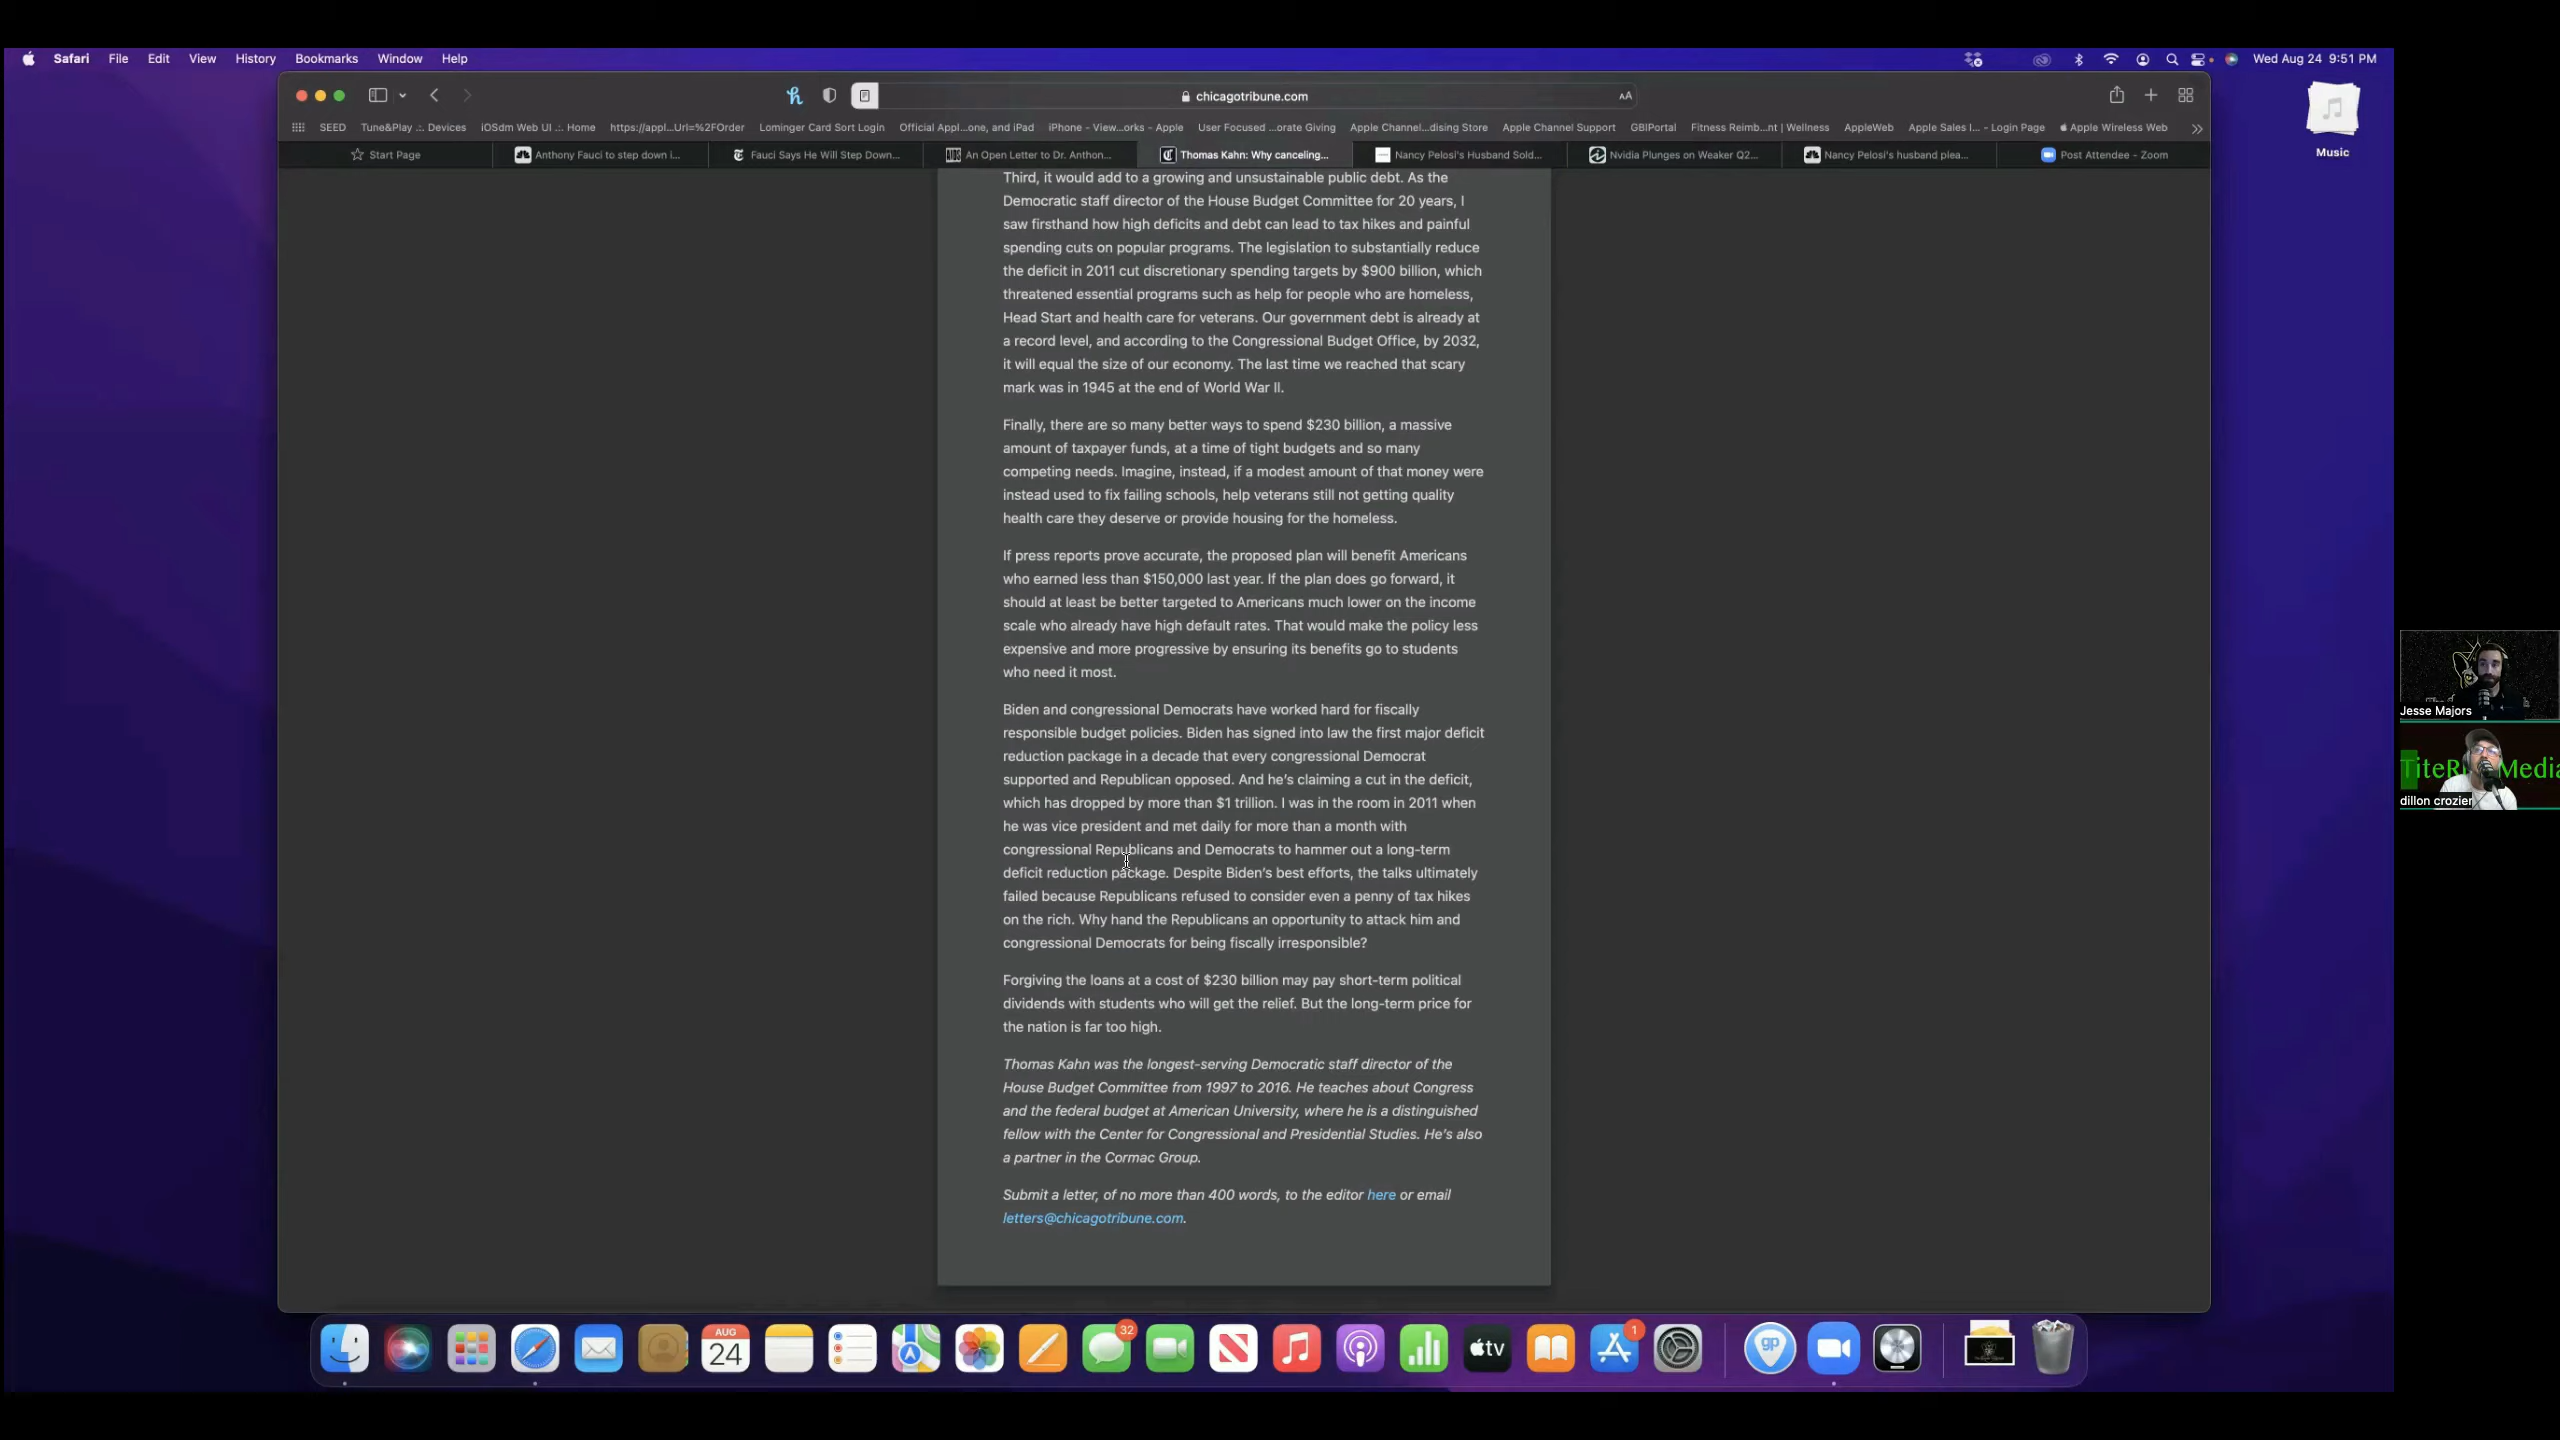 Safari File Edit View History Bookmarks Window Help
Wed Aug 24 9:51 PM
chicagotribune.com
AA
SEED Tune&Play .:. Devices iOSdm Web UI .:. Home https://appl...Url=%2FOrder Lominger Card Sort Login Official Appl...one, and iPad iPhone - View...orks - Apple User Focused ...orate Giving Apple Channel...dising Store Apple Channel Support GBIPortal Fitness Reimb...nt | Wellness AppleWeb Apple Sales I... - Login Page Apple Wireless Web
Start Page Anthony Fauci to step down i... Fauci Says He Will Step Down... An Open Letter to Dr. Anthon... Thomas Kahn: Why canceling... Nancy Pelosi's Husband Sold... Nvidia Plunges on Weaker Q2... Nancy Pelosi's husband plea... Post Attendee - Zoom
Music
Third, it would add to a growing and unsustainable public debt. As the
Democratic staff director of the House Budget Committee for 20 years, I
saw firsthand how high deficits and debt can lead to tax hikes and painful
spending cuts on popular programs. The legislation to substantially reduce
the deficit in 2011 cut discretionary spending targets by $900 billion, which
threatened essential programs such as help for people who are homeless,
Head Start and health care for veterans. Our government debt is already at
a record level, and according to the Congressional Budget Office, by 2032,
it will equal the size of our economy. The last time we reached that scary
mark was in 1945 at the end of World War II.
Finally, there are so many better ways to spend $230 billion, a massive
amount of taxpayer funds, at a time of tight budgets and so many
competing needs. Imagine, instead, if a modest amount of that money were
instead used to fix failing schools, help veterans still not getting quality
health care they deserve or provide housing for the homeless.
If press reports prove accurate, the proposed plan will benefit Americans
who earned less than $150,000 last year. If the plan does go forward, it
should at least be better targeted to Americans much lower on the income
scale who already have high default rates. That would make the policy less
expensive and more progressive by ensuring its benefits go to students
who need it most.
Biden and congressional Democrats have worked hard for fiscally
responsible budget policies. Biden has signed into law the first major deficit
reduction package in a decade that every congressional Democrat
supported and Republican opposed. And he's claiming a cut in the deficit,
which has dropped by more than $1 trillion. I was in the room in 2011 when
he was vice president and met daily for more than a month with
congressional Republicans and Democrats to hammer out a long-term
deficit reduction package. Despite Biden's best efforts, the talks ultimately
failed because Republicans refused to consider even a penny of tax hikes
on the rich. Why hand the Republicans an opportunity to attack him and
congressional Democrats for being fiscally irresponsible?
Forgiving the loans at a cost of $230 billion may pay short-term political
dividends with students who will get the relief. But the long-term price for
the nation is far too high.
Thomas Kahn was the longest-serving Democratic staff director of the
House Budget Committee from 1997 to 2016. He teaches about Congress
and the federal budget at American University, where he is a distinguished
fellow with the Center for Congressional and Presidential Studies. He's also
a partner in the Cormac Group.
Submit a letter, of no more than 400 words, to the editor here or email
letters@chicagotribune.com.
Jesse Majors
Media
dillon crozier
AUG
24
32
tv
1
gp